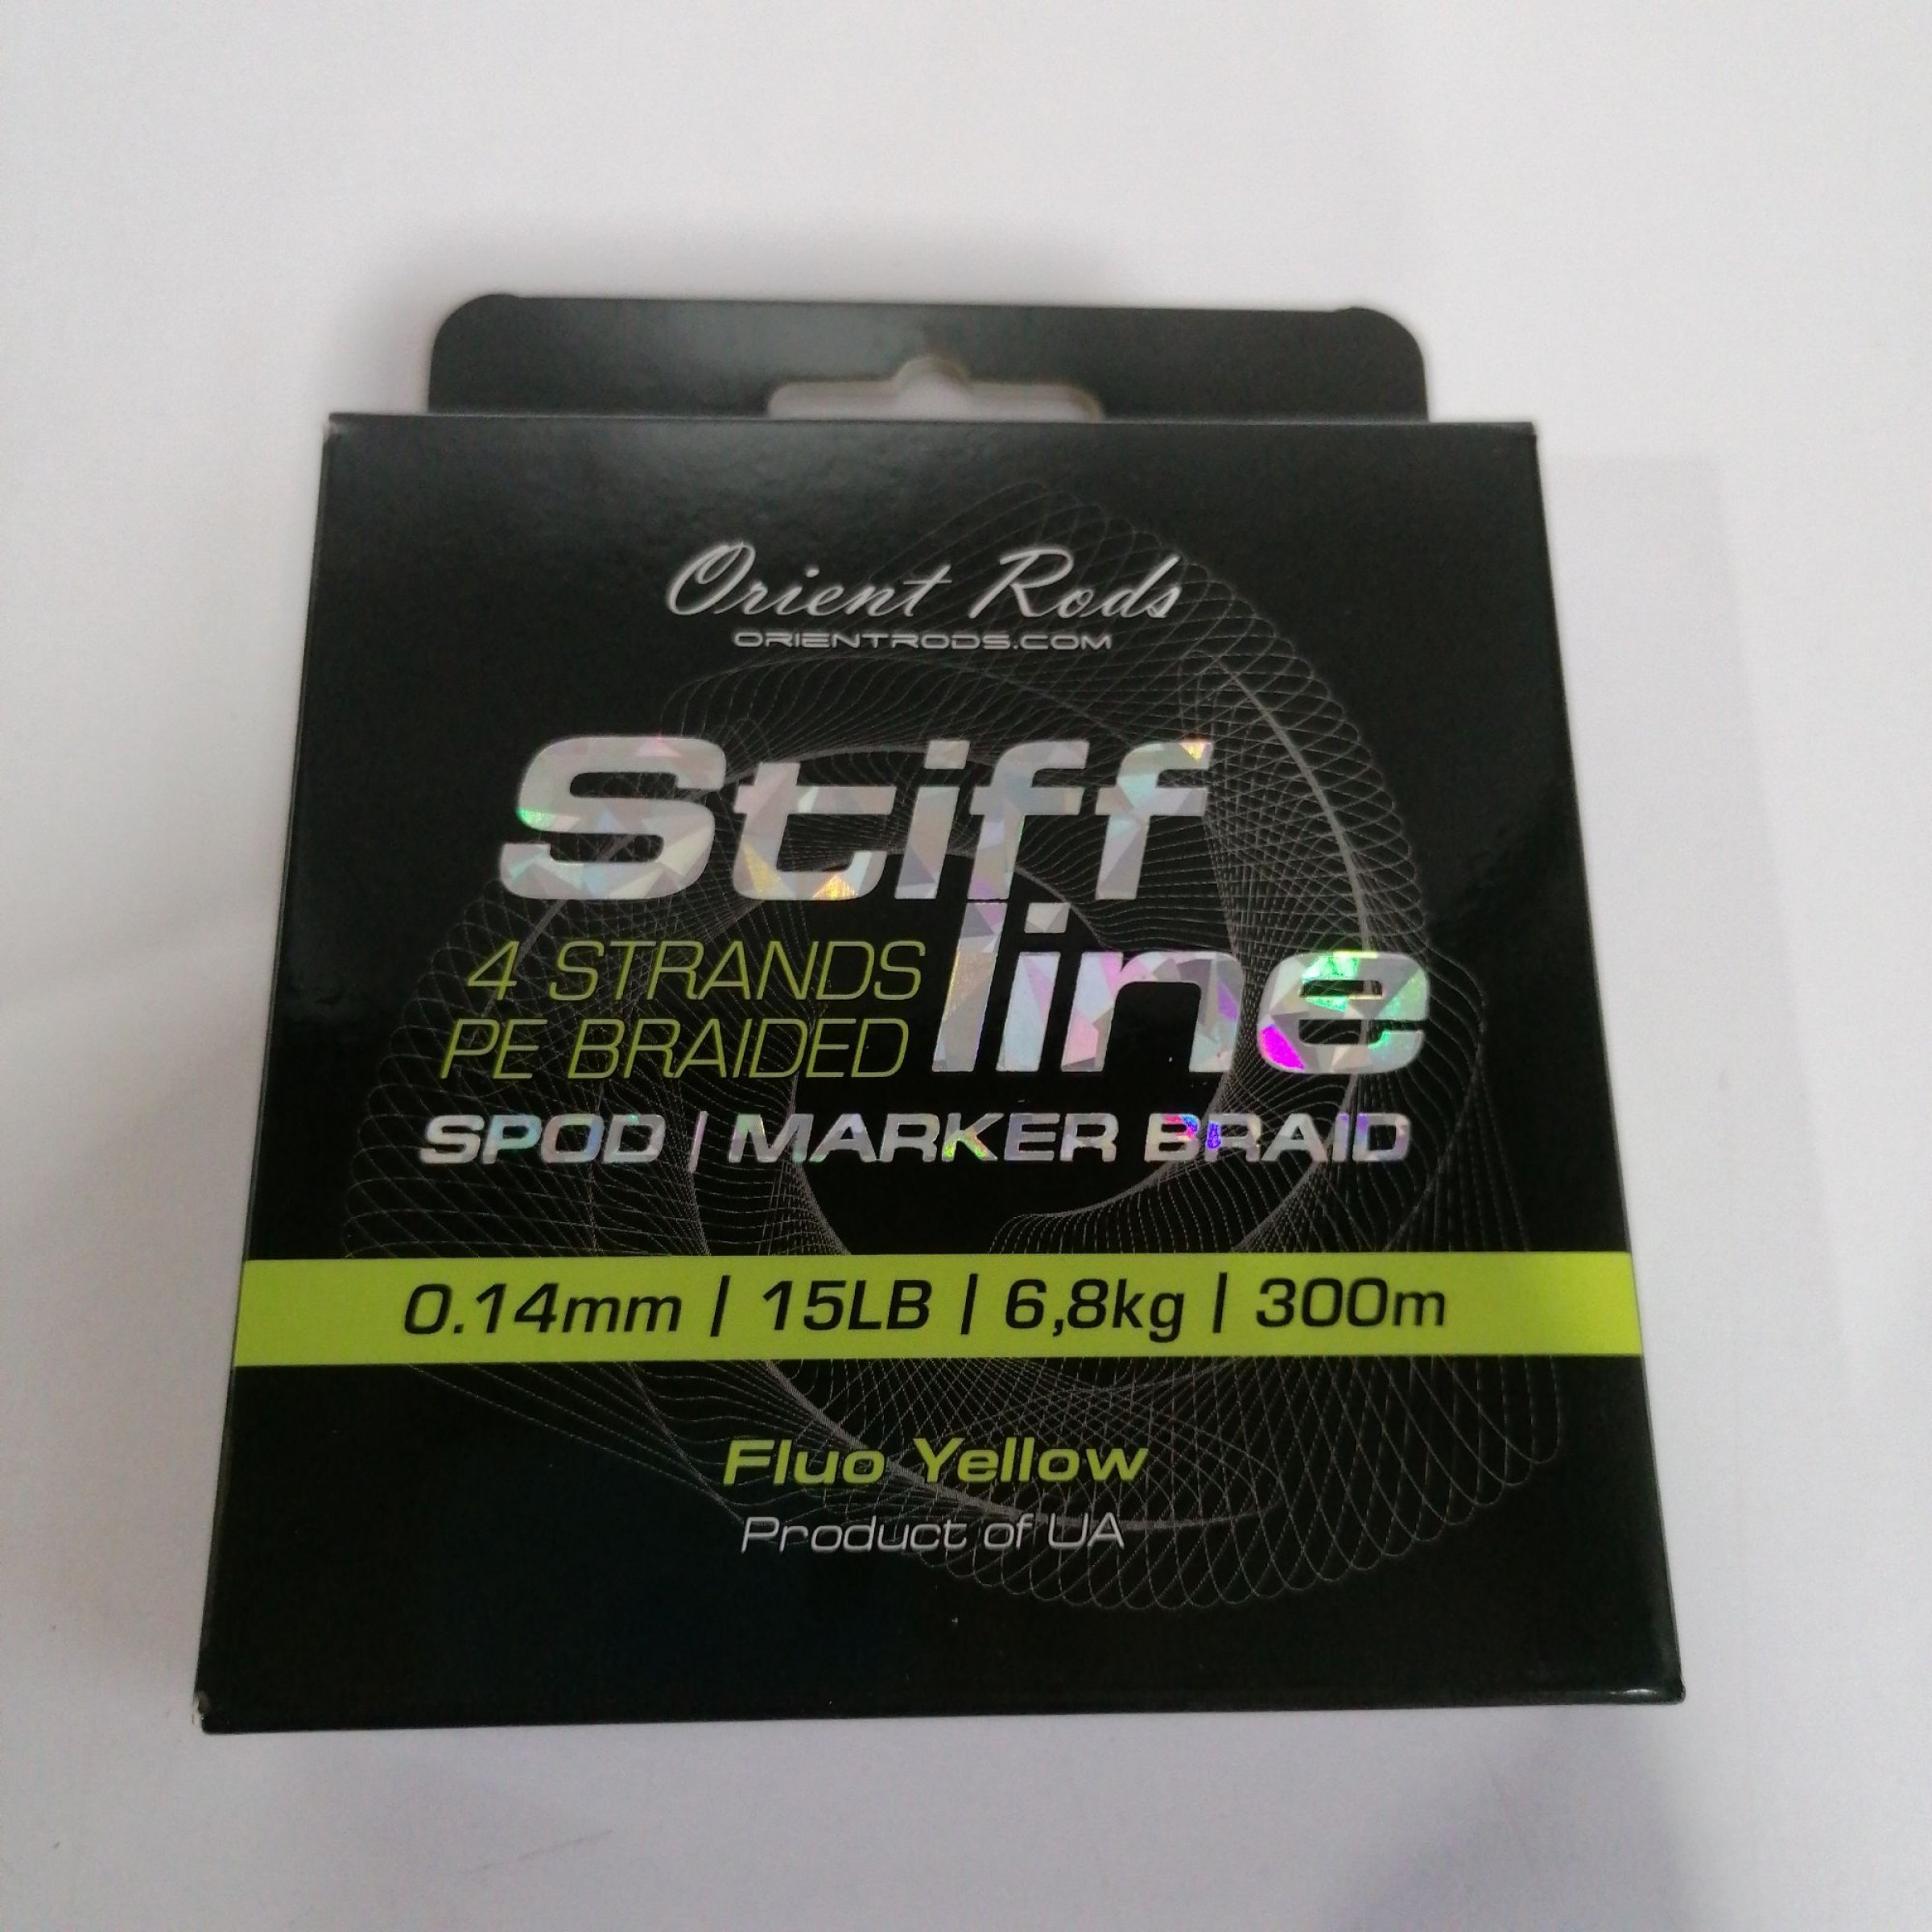 Orient Rods
ORIENTRODS.COM
Stiff
line
4 STRANDS
PE BRAIDED
SPOD | MARKER BRAID
0.14mm | 15LB | 6,8kg | 300m
Fluo Yellow
Product of UA